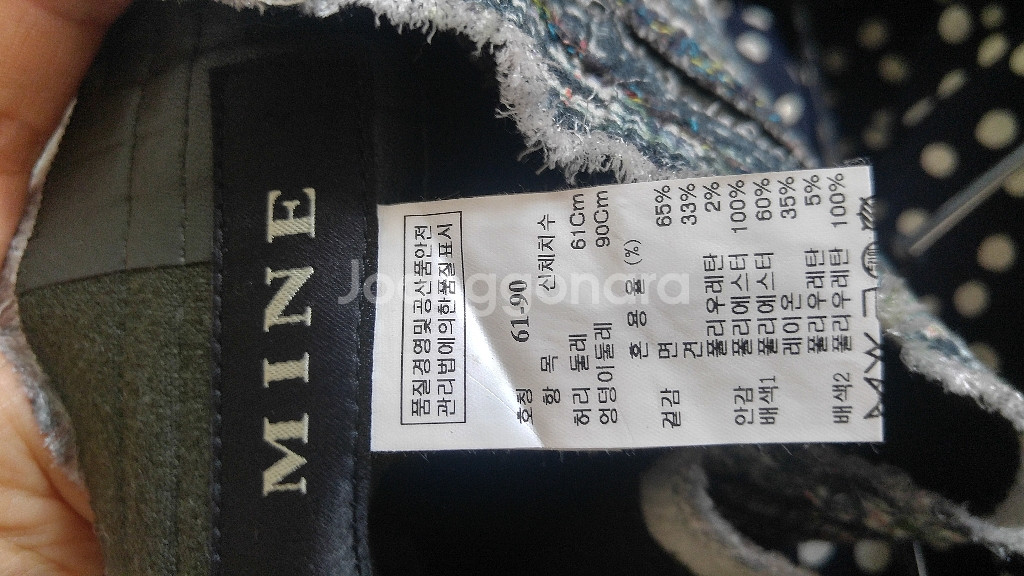 MINE
품질경영및공산품안전
관리법에의한품질표시
호칭 61-90
항 목 신체치수
허리 둘레 61Cm
엉덩이둘레 90Cm
혼 용 율 (%)
겉감 면 65%
견 33%
폴리우레탄 2%
안감 폴리에스터 100%
배색1 폴리에스터 60%
레이온 35%
폴리우레탄 5%
배색2 폴리우레탄 100%
Joonggonara